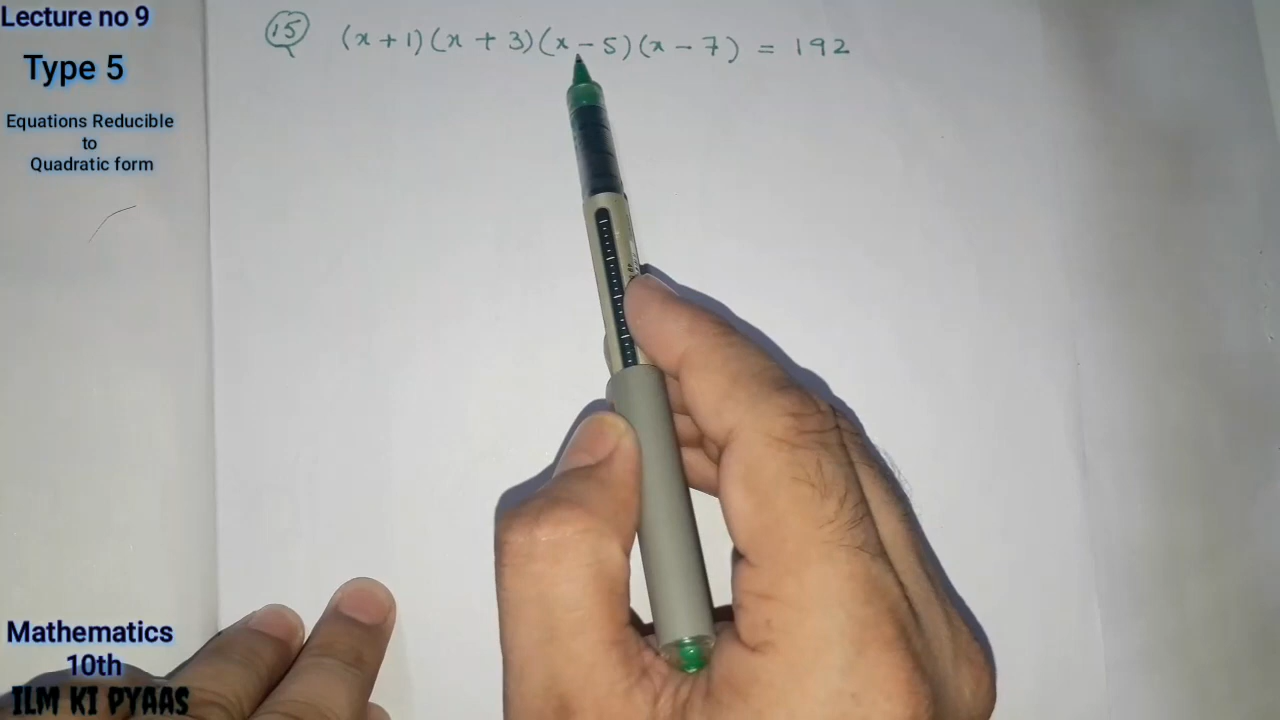 Lecture no 9
Type 5
Equations Reducible
to
Quadratic form
(15) (x + 1)(x + 3)(x - 5)(x - 7) = 192
Mathematics
10th
ILM KI PYAAS